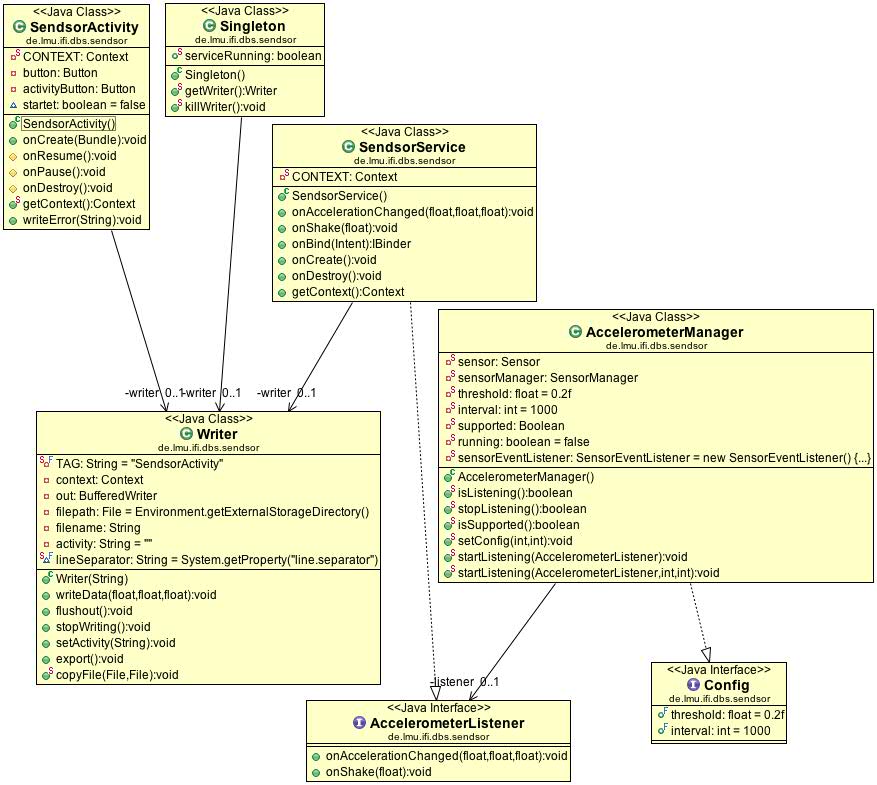 <<Java Class>>
SendsorActivity
de.lmu.ifi.dbs.sendsor
CONTEXT: Context
button: Button
activityButton: Button
startet: boolean = false
SendsorActivity()
onCreate(Bundle):void
onResume():void
onPause():void
onDestroy():void
getContext():Context
writeError(String):void
<<Java Class>>
Singleton
de.lmu.ifi.dbs.sendsor
serviceRunning: boolean
Singleton()
getWriter():Writer
killWriter():void
<<Java Class>>
SendsorService
de.lmu.ifi.dbs.sendsor
CONTEXT: Context
SendsorService()
onAccelerationChanged(float,float,float):void
onShake(float):void
onBind(Intent):IBinder
onCreate():void
onDestroy():void
getContext():Context
<<Java Class>>
AccelerometerManager
de.lmu.ifi.dbs.sendsor
sensor: Sensor
sensorManager: SensorManager
threshold: float = 0.2f
interval: int = 1000
supported: Boolean
running: boolean = false
sensorEventListener: SensorEventListener = new SensorEventListener() {...}
AccelerometerManager()
isListening():boolean
stopListening():boolean
isSupported():boolean
setConfig(int,int):void
startListening(AccelerometerListener):void
startListening(AccelerometerListener,int,int):void
-writer 0..1
-writer 0..1
-writer 0..1
<<Java Class>>
Writer
de.lmu.ifi.dbs.sendsor
TAG: String = "SendsorActivity"
context: Context
out: BufferedWriter
filepath: File = Environment.getExternalStorageDirectory()
filename: String
activity: String = ""
lineSeparator: String = System.getProperty("line.separator")
Writer(String)
writeData(float,float,float):void
flushout():void
stopWriting():void
setActivity(String):void
export():void
copyFile(File,File):void
-listener 0..1
<<Java Interface>>
AccelerometerListener
de.lmu.ifi.dbs.sendsor
onAccelerationChanged(float,float,float):void
onShake(float):void
<<Java Interface>>
Config
de.lmu.ifi.dbs.sendsor
threshold: float = 0.2f
interval: int = 1000